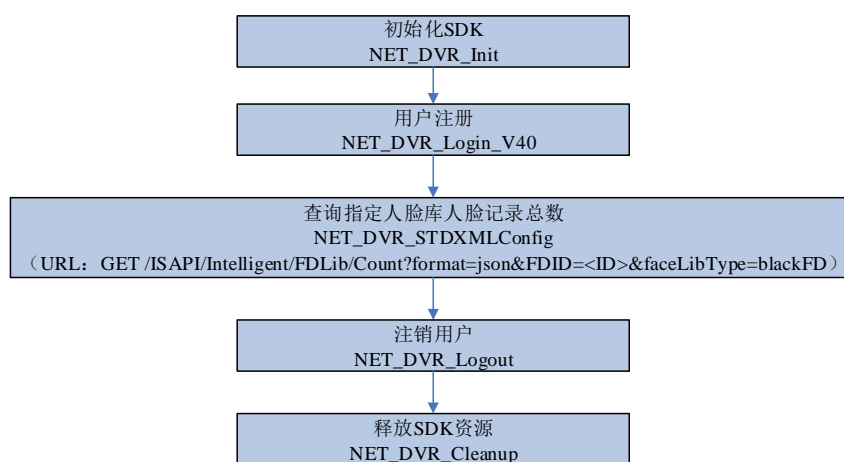 初始化SDK
NET_DVR_Init
用户注册
NET_DVR_Login_V40
查询指定人脸库人脸记录总数
NET_DVR_STDXMLConfig
（URL：GET /ISAPI/Intelligent/FDLib/Count?format=json&FDID=<ID>&faceLibType=blackFD）
注销用户
NET_DVR_Logout
释放SDK资源
NET_DVR_Cleanup